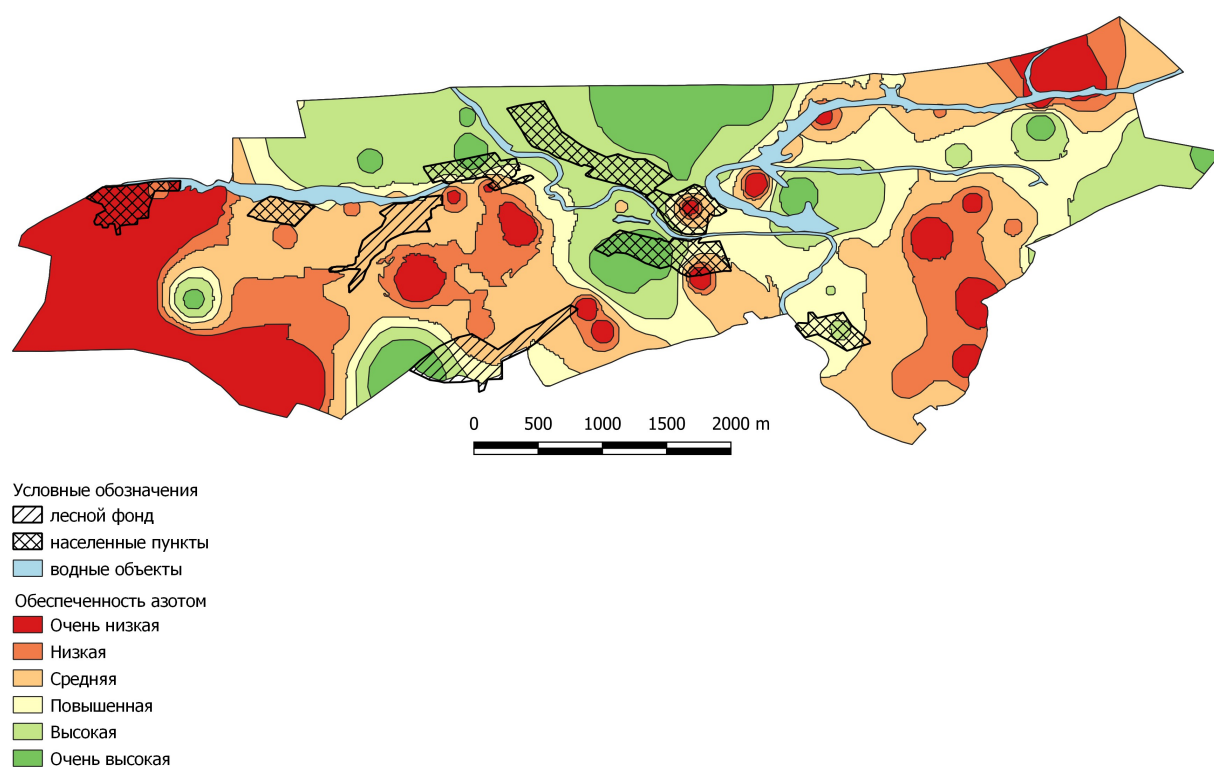 0 500 1000 1500 2000 m
Условные обозначения
лесной фонд
населенные пункты
водные объекты
Обеспеченность азотом
Очень низкая
Низкая
Средняя
Повышенная
Высокая
Очень высокая